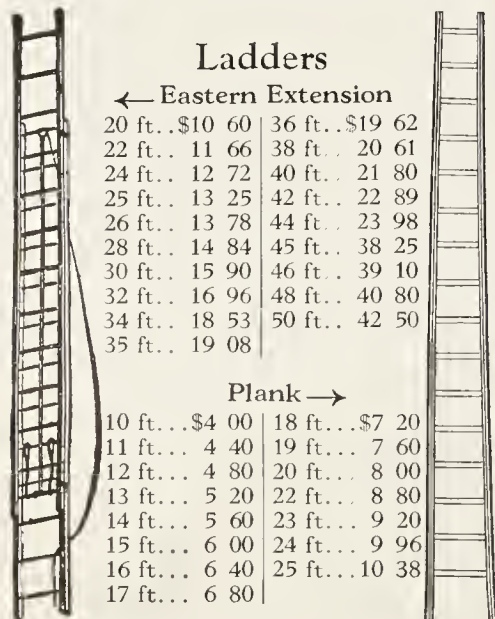 Ladders
← Eastern Extension
20 ft..$10 60 | 36 ft..$19 62
22 ft.. 11 66 | 38 ft.. 20 61
24 ft.. 12 72 | 40 ft.. 21 80
25 ft.. 13 25 | 42 ft.. 22 89
26 ft.. 13 78 | 44 ft.. 23 98
28 ft.. 14 84 | 45 ft.. 38 25
30 ft.. 15 90 | 46 ft.. 39 10
32 ft.. 16 96 | 48 ft.. 40 80
34 ft.. 18 53 | 50 ft.. 42 50
35 ft.. 19 08
Plank →
10 ft...$4 00 | 18 ft...$7 20
11 ft... 4 40 | 19 ft... 7 60
12 ft... 4 80 | 20 ft... 8 00
13 ft... 5 20 | 22 ft... 8 80
14 ft... 5 60 | 23 ft... 9 20
15 ft... 6 00 | 24 ft... 9 96
16 ft... 6 40 | 25 ft...10 38
17 ft... 6 80